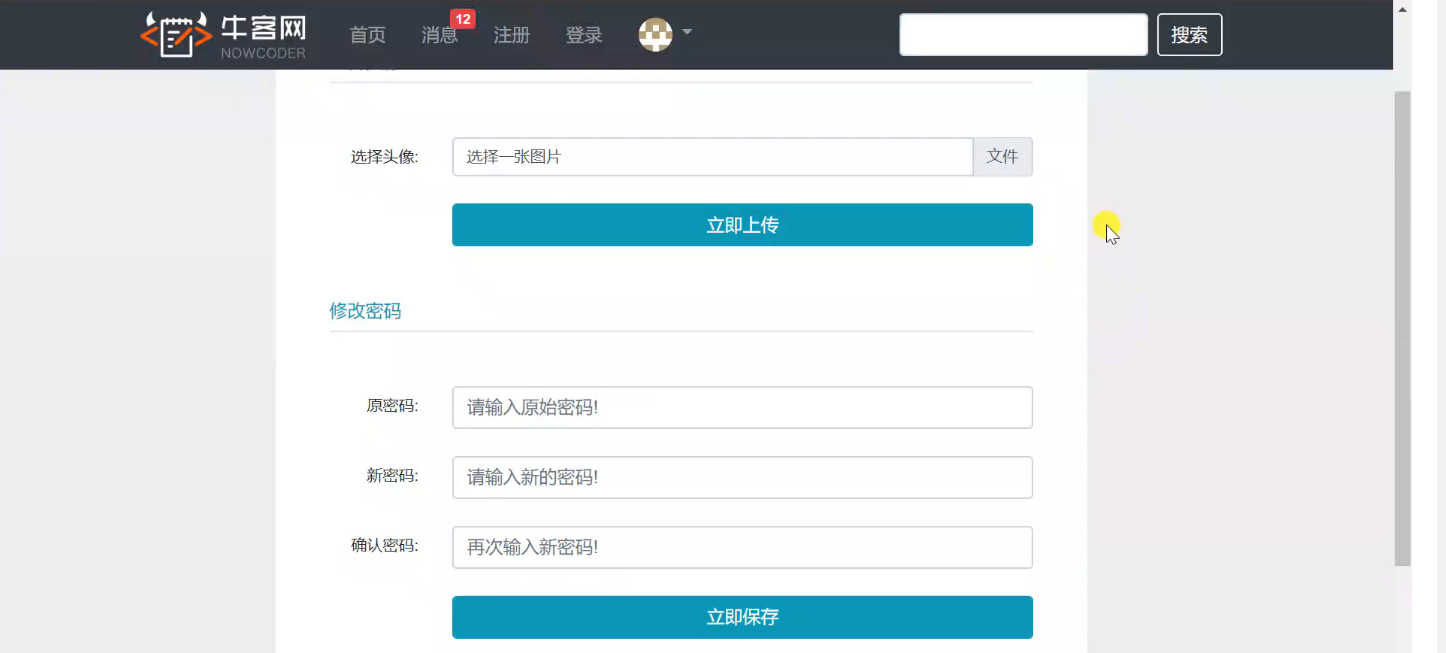 牛客网
NOWCODER
首页
消息
12
注册
登录
搜索
选择头像:
选择一张图片
文件
立即上传
修改密码
原密码:
请输入原始密码!
新密码:
请输入新的密码!
确认密码:
再次输入新密码!
立即保存